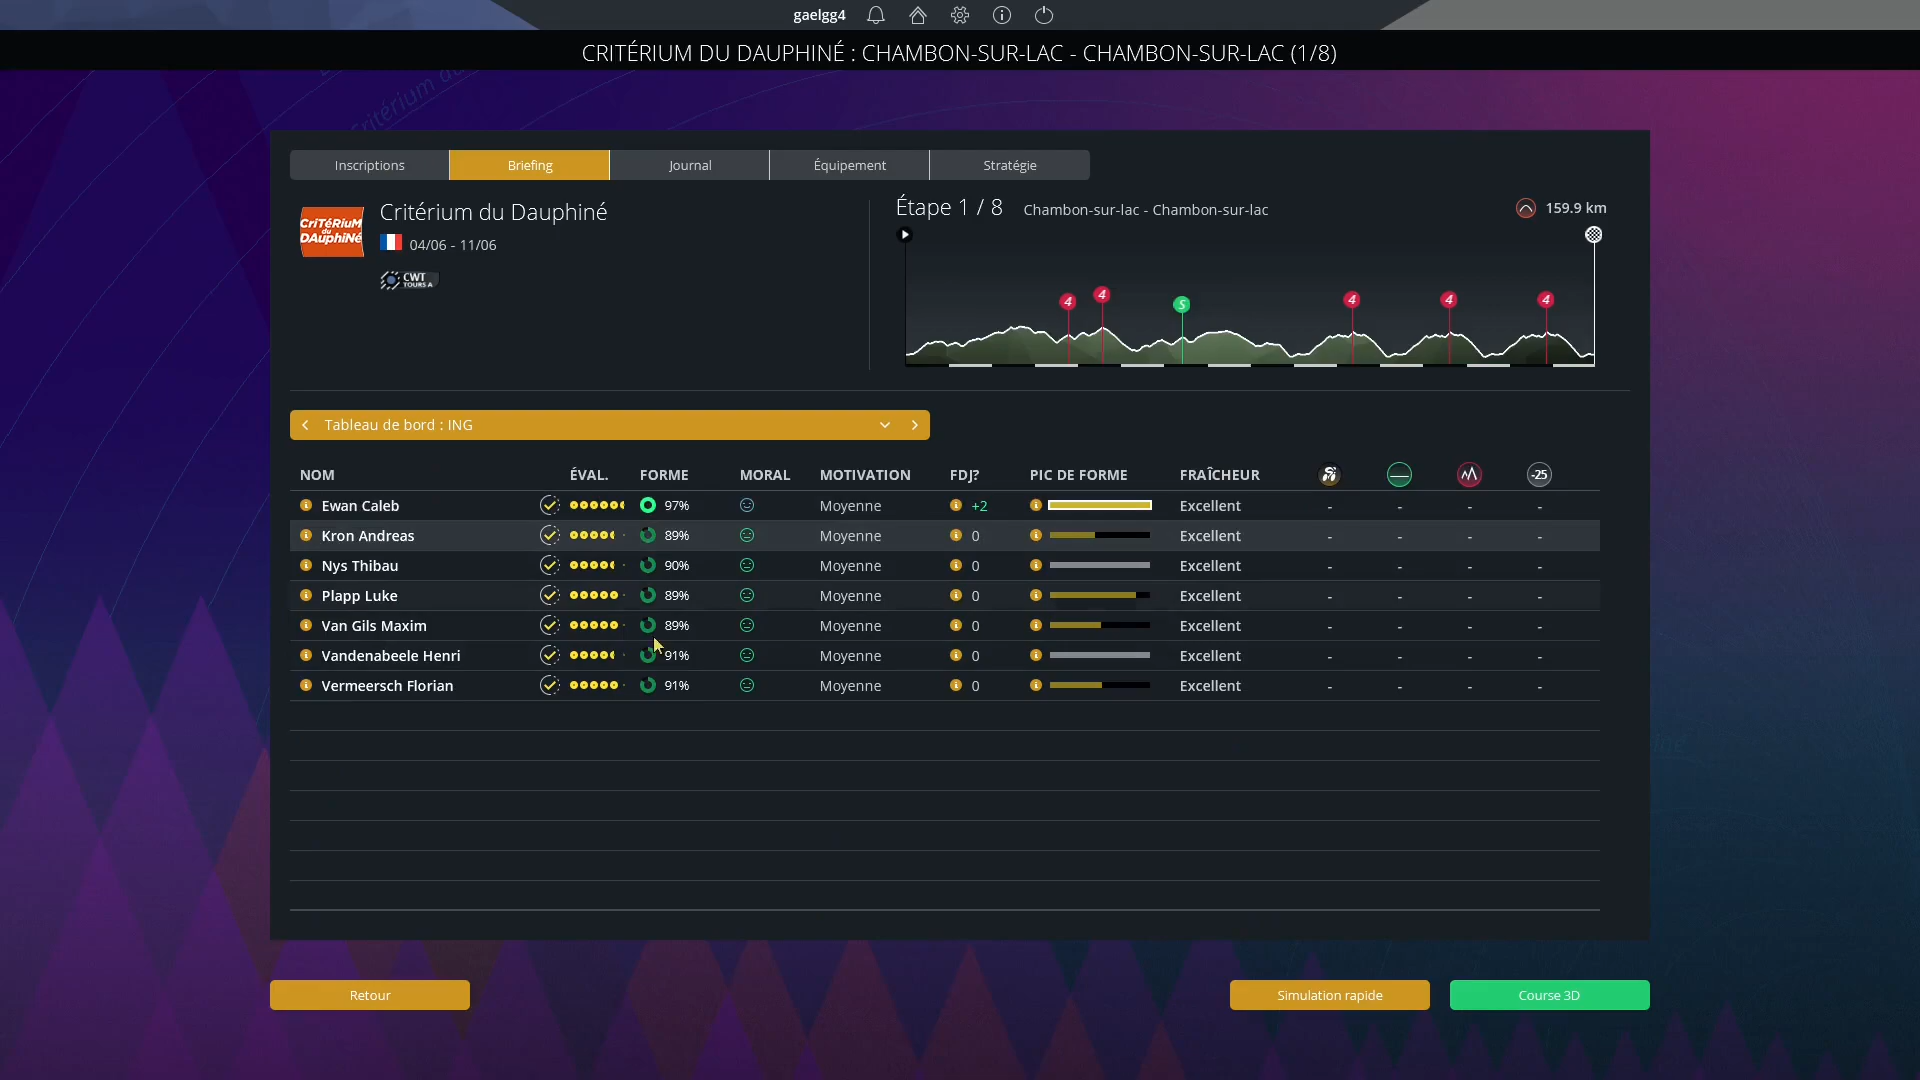 gaelgg4
CRITÉRIUM DU DAUPHINÉ : CHAMBON-SUR-LAC - CHAMBON-SUR-LAC (1/8)
Inscriptions Briefing Journal Équipement Stratégie
CriTéRiuM
du
DAuphiNé
Critérium du Dauphiné
04/06 - 11/06
CWT
TOURS A
Étape 1 / 8 Chambon-sur-lac - Chambon-sur-lac 159.9 km
4 4 S 4 4 4
Tableau de bord : ING
NOM ÉVAL. FORME MORAL MOTIVATION FDJ? PIC DE FORME FRAÎCHEUR -25
Ewan Caleb 97% Moyenne +2 Excellent - - - -
Kron Andreas 89% Moyenne 0 Excellent - - - -
Nys Thibau 90% Moyenne 0 Excellent - - - -
Plapp Luke 89% Moyenne 0 Excellent - - - -
Van Gils Maxim 89% Moyenne 0 Excellent - - - -
Vandenabeele Henri 91% Moyenne 0 Excellent - - - -
Vermeersch Florian 91% Moyenne 0 Excellent - - - -
Retour Simulation rapide Course 3D